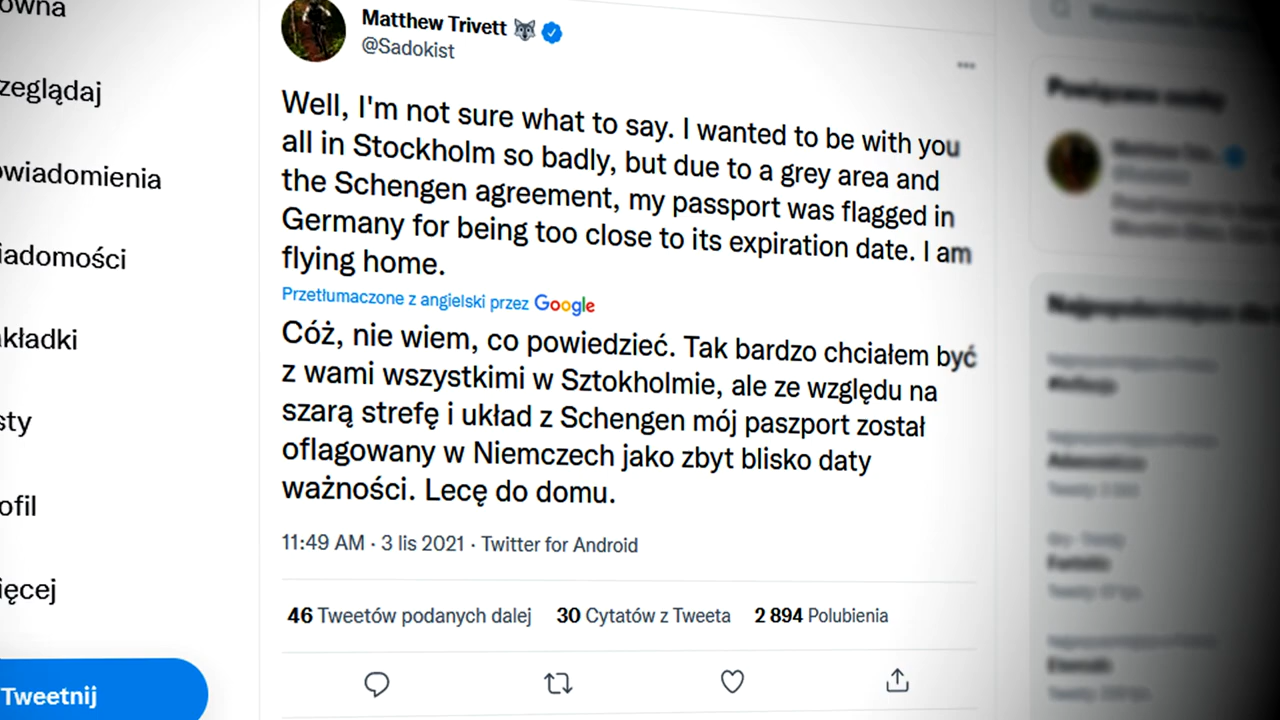 ówna
zeglądaj
owiadomienia
iadomości
kładki
sty
ofil
ięcej
Tweetnij
Matthew Trivett
@Sadokist
Well, I'm not sure what to say. I wanted to be with you
all in Stockholm so badly, but due to a grey area and
the Schengen agreement, my passport was flagged in
Germany for being too close to its expiration date. I am
flying home.
Przetłumaczone z angielski przez Google
Cóż, nie wiem, co powiedzieć. Tak bardzo chciałem być
z wami wszystkimi w Sztokholmie, ale ze względu na
szarą strefę i układ z Schengen mój paszport został
oflagowany w Niemczech jako zbyt blisko daty
ważności. Lecę do domu.
11:49 AM · 3 lis 2021 · Twitter for Android
46 Tweetów podanych dalej 30 Cytatów z Tweeta 2 894 Polubienia
Powiązane osoby
Najpopularniejsze dla